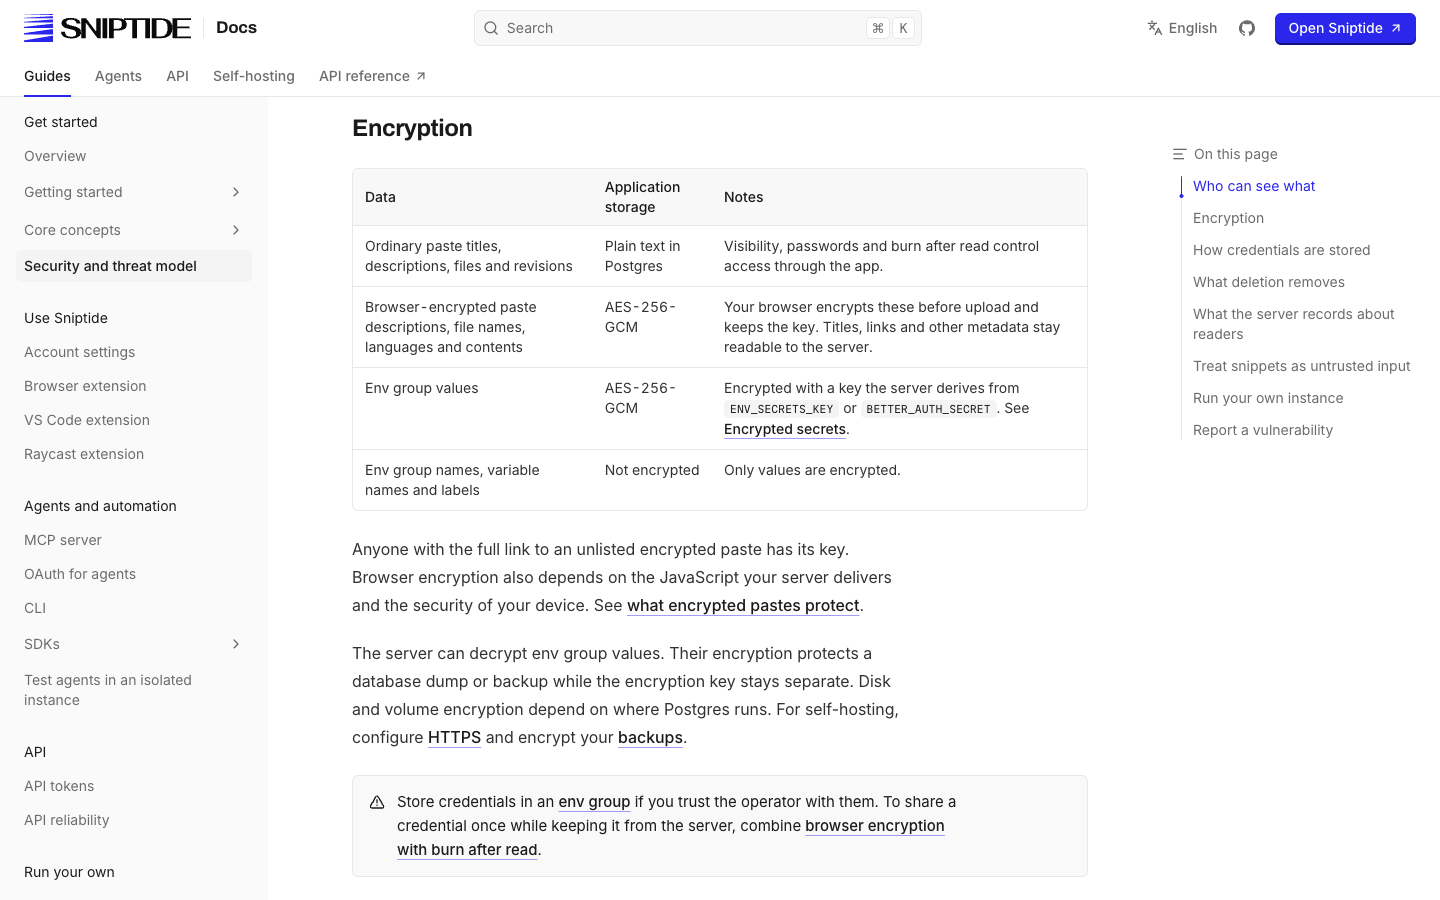 SNIPTIDE
Docs
Search
⌘ K
English
Open Sniptide
Guides
Agents
API
Self-hosting
API reference
Get started
Overview
Getting started
Core concepts
Security and threat model
Use Sniptide
Account settings
Browser extension
VS Code extension
Raycast extension
Agents and automation
MCP server
OAuth for agents
CLI
SDKs
Test agents in an isolated
instance
API
API tokens
API reliability
Run your own
Encryption
Data
Application
storage
Notes
Ordinary paste titles,
descriptions, files and revisions
Plain text in
Postgres
Visibility, passwords and burn after read control
access through the app.
Browser-encrypted paste
descriptions, file names,
languages and contents
AES-256-
GCM
Your browser encrypts these before upload and
keeps the key. Titles, links and other metadata stay
readable to the server.
Env group values
AES-256-
GCM
Encrypted with a key the server derives from
ENV_SECRETS_KEY or BETTER_AUTH_SECRET. See
Encrypted secrets.
Env group names, variable
names and labels
Not encrypted
Only values are encrypted.
Anyone with the full link to an unlisted encrypted paste has its key.
Browser encryption also depends on the JavaScript your server delivers
and the security of your device. See what encrypted pastes protect.
The server can decrypt env group values. Their encryption protects a
database dump or backup while the encryption key stays separate. Disk
and volume encryption depend on where Postgres runs. For self-hosting,
configure HTTPS and encrypt your backups.
Store credentials in an env group if you trust the operator with them. To share a
credential once while keeping it from the server, combine browser encryption
with burn after read.
On this page
Who can see what
Encryption
How credentials are stored
What deletion removes
What the server records about
readers
Treat snippets as untrusted input
Run your own instance
Report a vulnerability